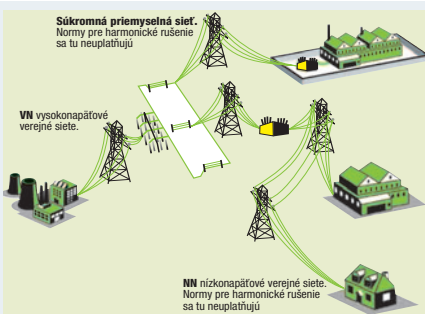 Súkromná priemyselná sieť.
Normy pre harmonické rušenie
sa tu neuplatňujú
VN vysokonapäťové
verejné siete.
NN nízkonapäťové verejné siete.
Normy pre harmonické rušenie
sa tu neuplatňujú